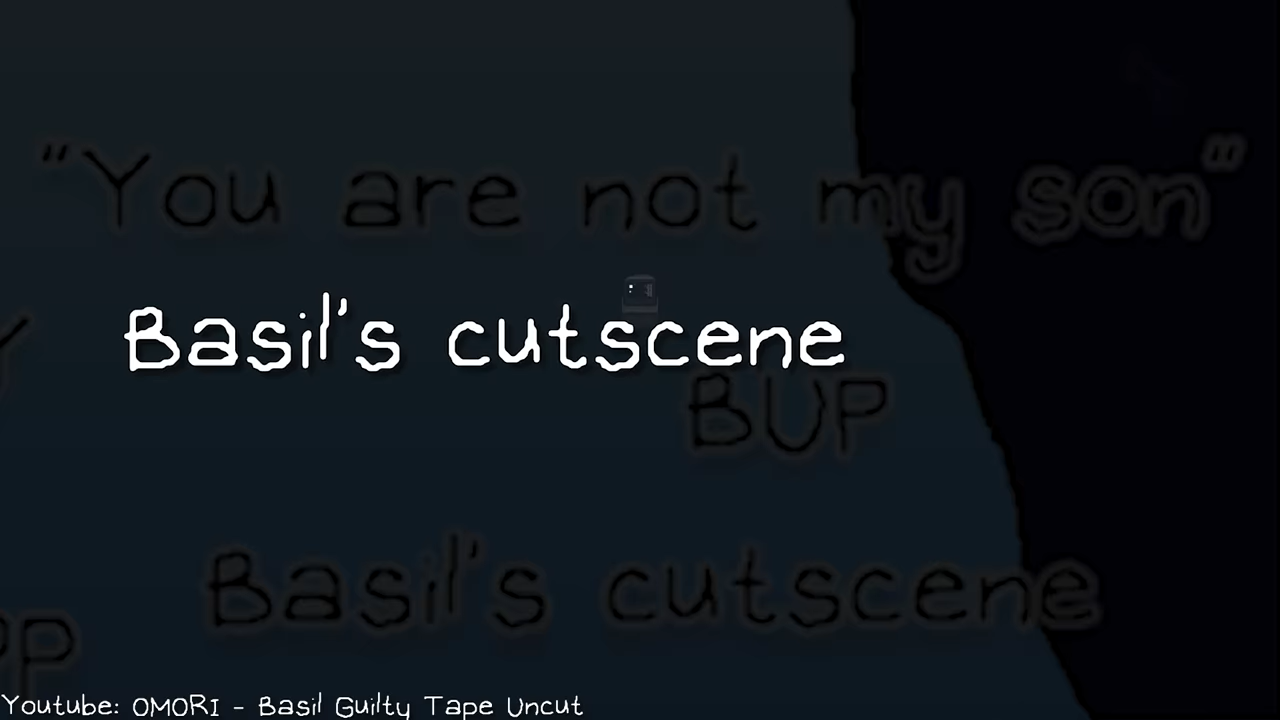 “You are not my son”
Basil's cutscene
BUP
Basil's cutscene
Youtube: OMORI - Basil Guilty Tape Uncut